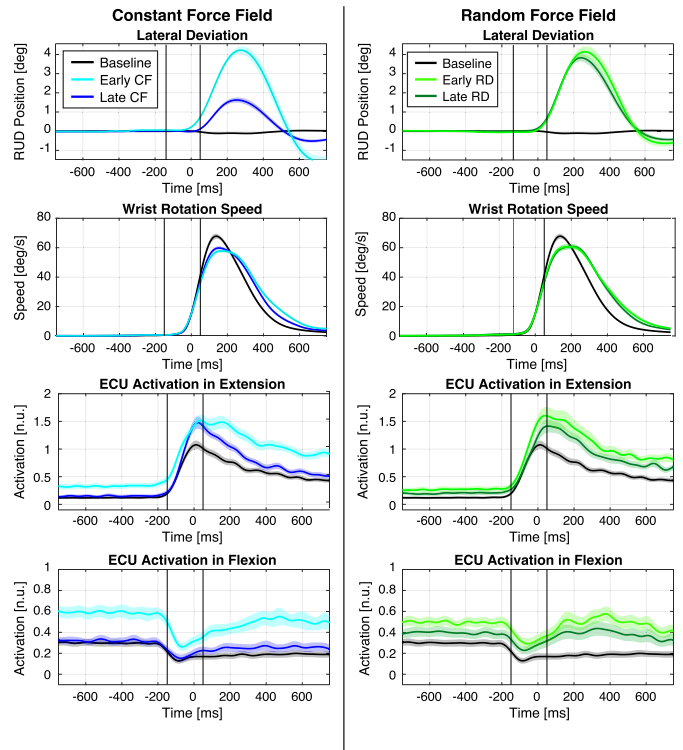 Constant Force Field
Lateral Deviation
RUD Position [deg]
4
3
2
1
0
-1
Baseline
Early CF
Late CF
-600 -400 -200 0 200 400 600
Time [ms]
Wrist Rotation Speed
Speed [deg/s]
80
60
40
20
0
-600 -400 -200 0 200 400 600
Time [ms]
ECU Activation in Extension
Activation [n.u.]
2
1.5
1
0.5
0
-600 -400 -200 0 200 400 600
Time [ms]
ECU Activation in Flexion
Activation [n.u.]
1
0.8
0.6
0.4
0.2
0
-600 -400 -200 0 200 400 600
Time [ms]
Random Force Field
Lateral Deviation
RUD Position [deg]
4
3
2
1
0
-1
Baseline
Early RD
Late RD
-600 -400 -200 0 200 400 600
Time [ms]
Wrist Rotation Speed
Speed [deg/s]
80
60
40
20
0
-600 -400 -200 0 200 400 600
Time [ms]
ECU Activation in Extension
Activation [n.u.]
2
1.5
1
0.5
0
-600 -400 -200 0 200 400 600
Time [ms]
ECU Activation in Flexion
Activation [n.u.]
1
0.8
0.6
0.4
0.2
0
-600 -400 -200 0 200 400 600
Time [ms]